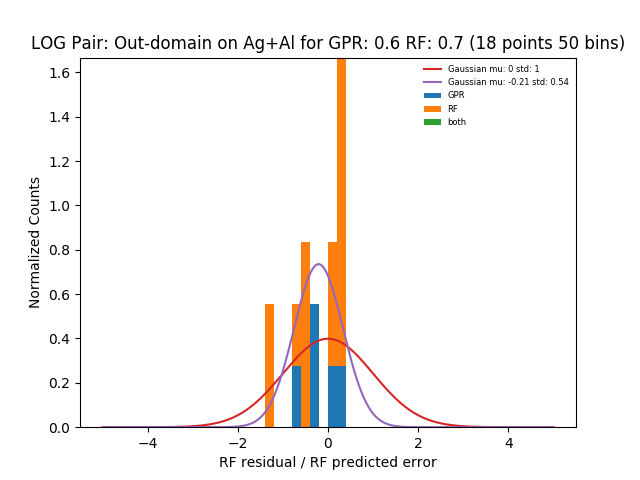 LOG Pair: Out-domain on Ag+Al for GPR: 0.6 RF: 0.7 (18 points 50 bins)
Gaussian mu: 0 std: 1
Gaussian mu: -0.21 std: 0.54
GPR
RF
both
Normalized Counts
1.6
1.4
1.2
1.0
0.8
0.6
0.4
0.2
0.0
−4
−2
0
2
4
RF residual / RF predicted error